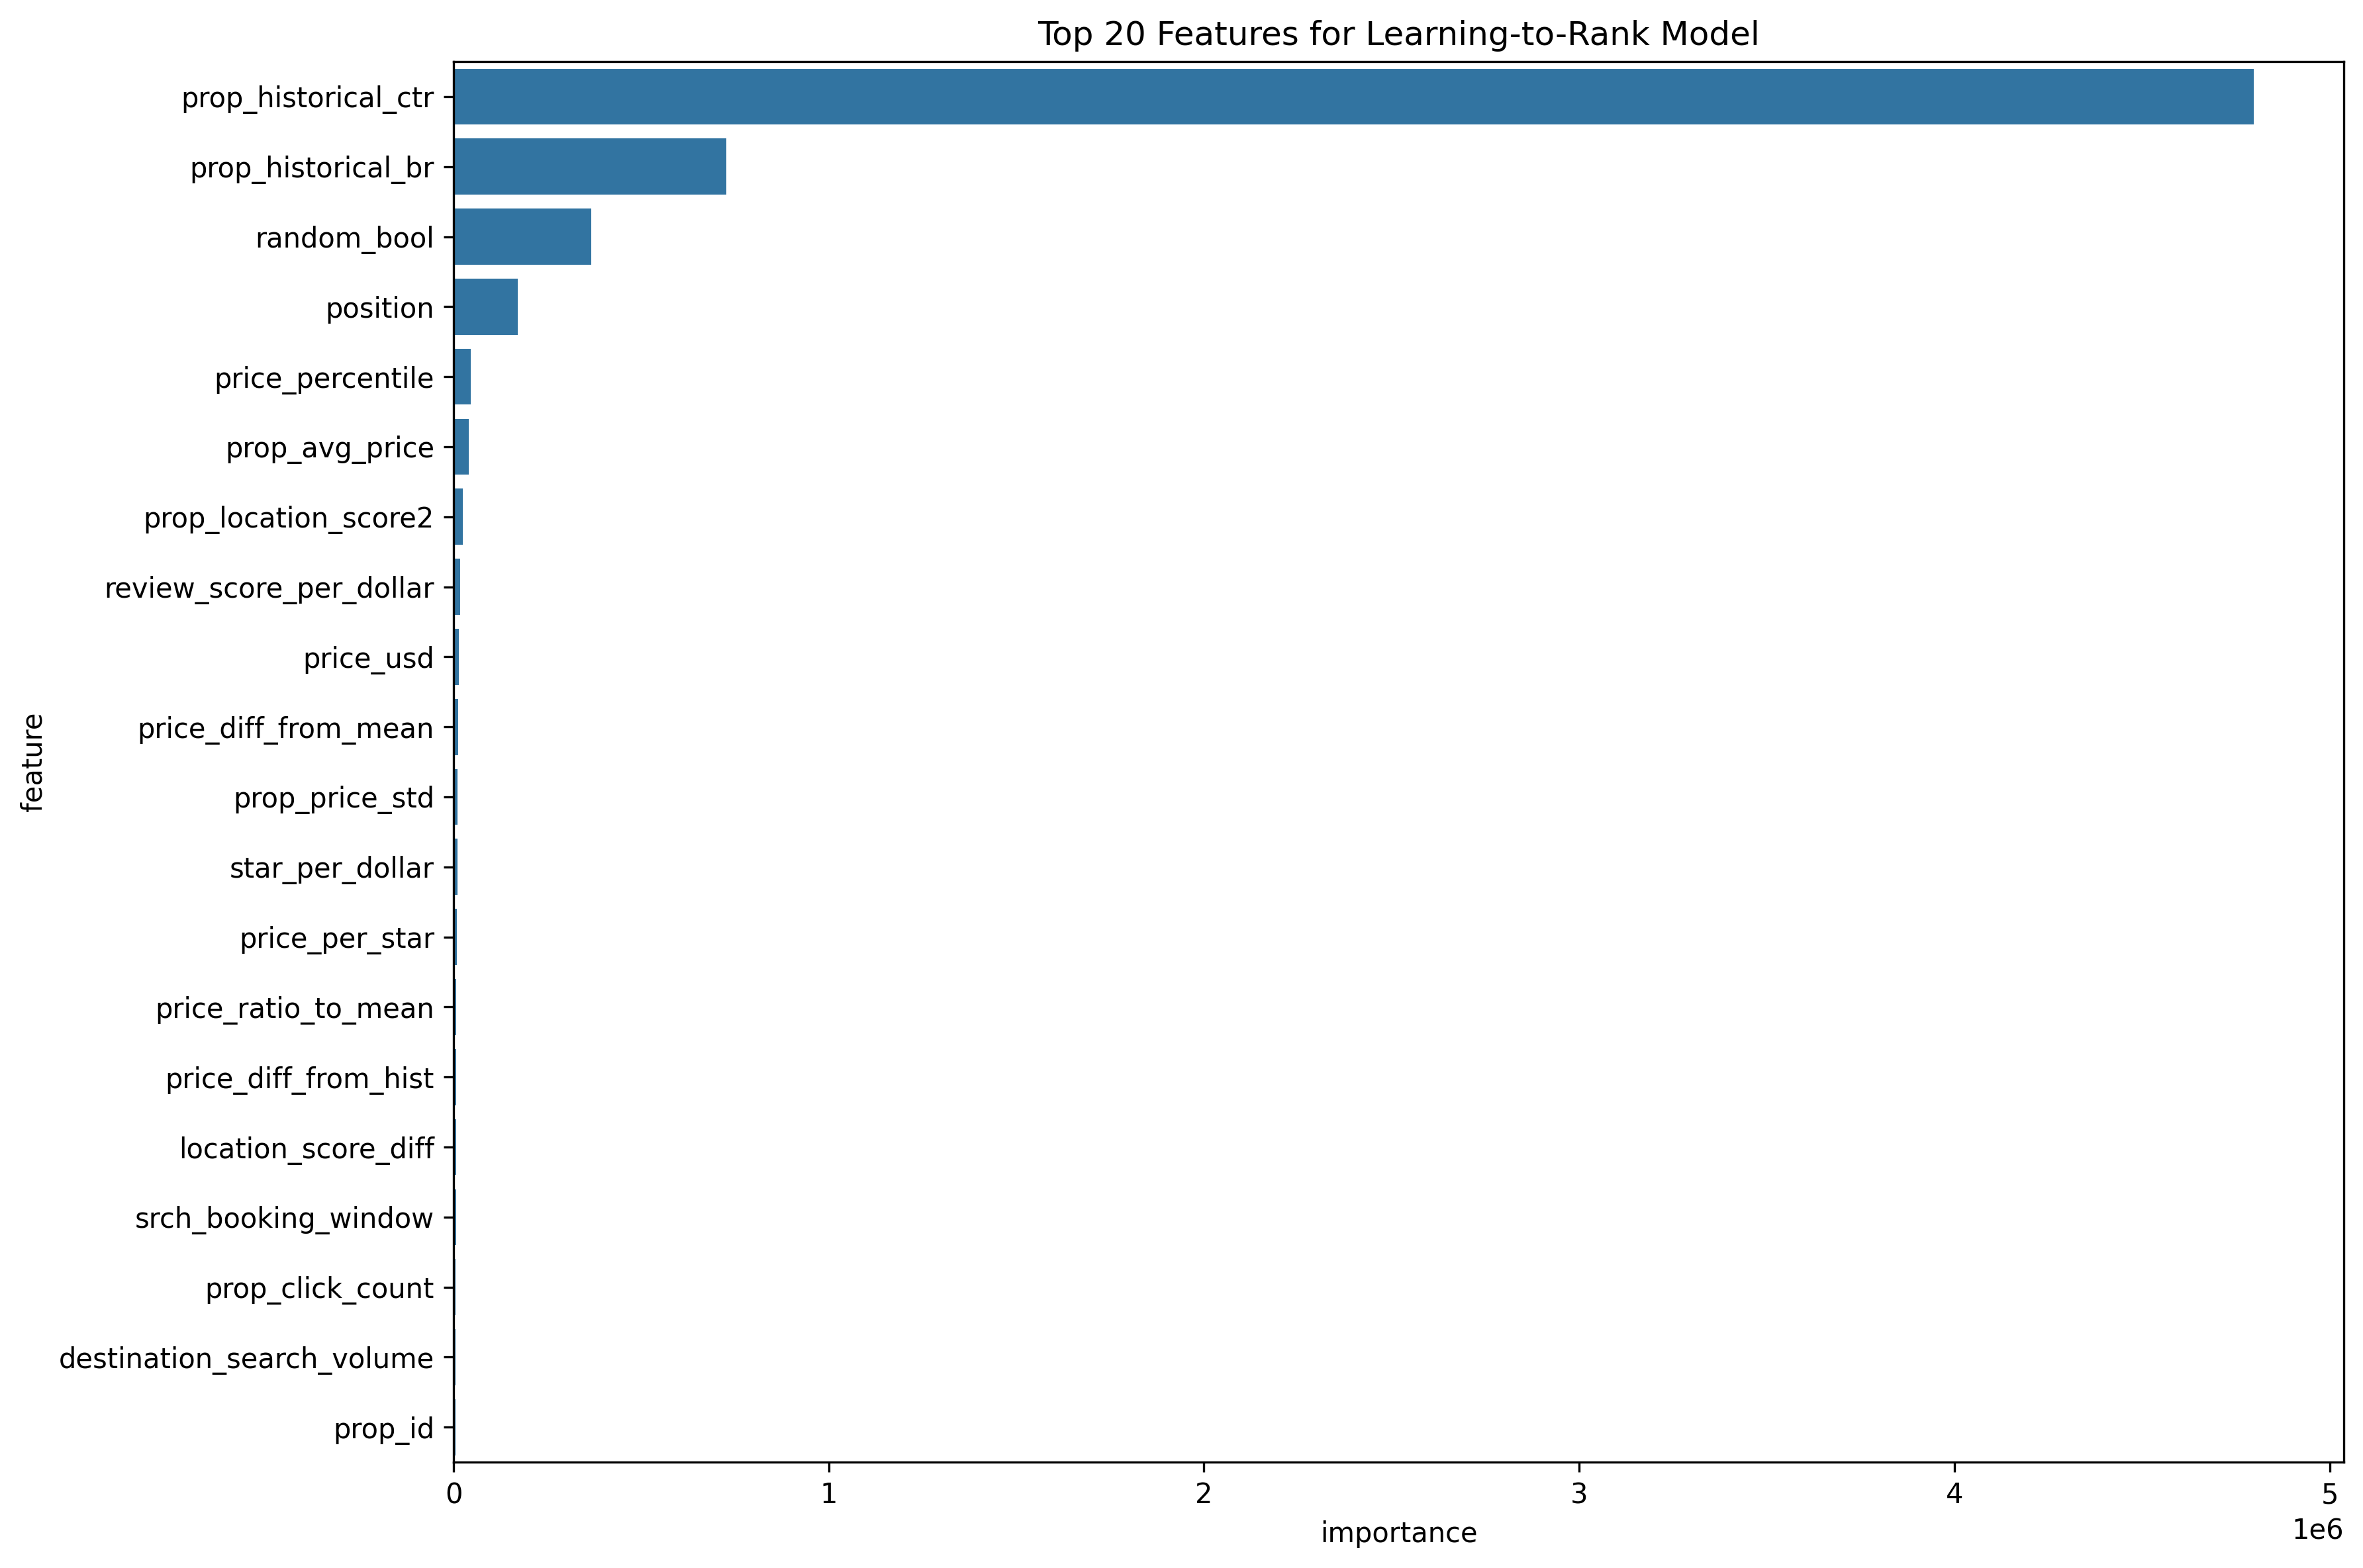 Top 20 Features for Learning-to-Rank Model
prop_historical_ctr
prop_historical_br
random_bool
position
price_percentile
prop_avg_price
prop_location_score2
review_score_per_dollar
price_usd
price_diff_from_mean
prop_price_std
star_per_dollar
price_per_star
price_ratio_to_mean
price_diff_from_hist
location_score_diff
srch_booking_window
prop_click_count
destination_search_volume
prop_id
feature
0 1 2 3 4 5
importance
1e6